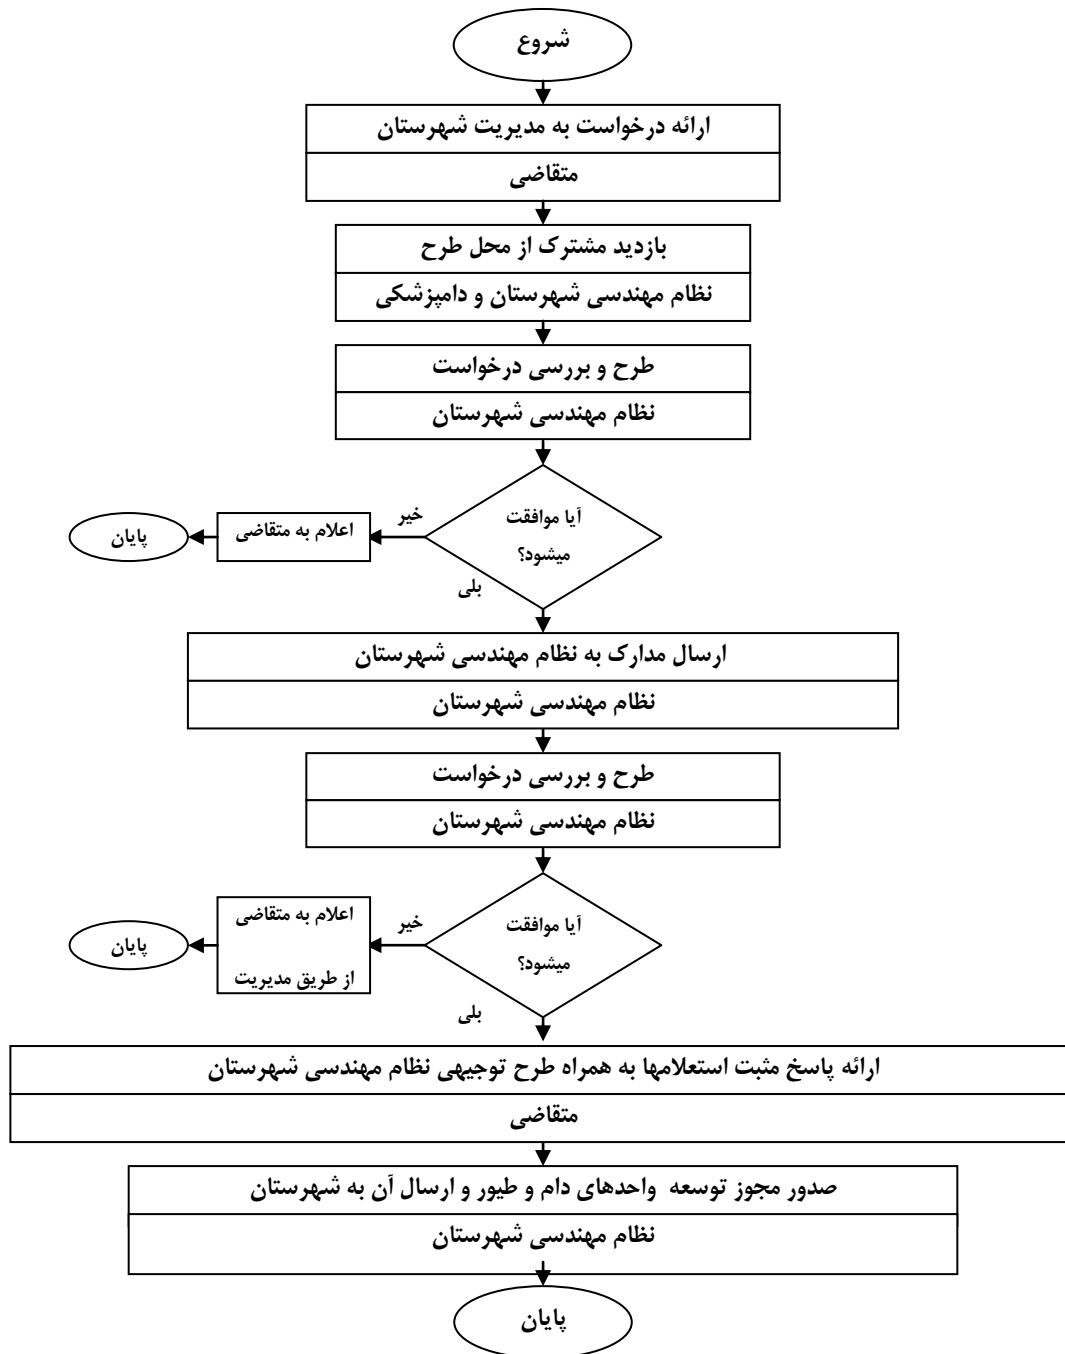 شروع
ارائه درخواست به مدیریت شهرستان
متقاضی
بازدید مشترک از محل طرح
نظام مهندسی شهرستان و دامپزشکی
طرح و بررسی درخواست
نظام مهندسی شهرستان
آیا موافقت
میشود؟
خیر
اعلام به متقاضی
پایان
بلی
ارسال مدارک به نظام مهندسی شهرستان
نظام مهندسی شهرستان
طرح و بررسی درخواست
نظام مهندسی شهرستان
آیا موافقت
میشود؟
خیر
اعلام به متقاضی
از طریق مدیریت
پایان
بلی
ارائه پاسخ مثبت استعلامها به همراه طرح توجیهی نظام مهندسی شهرستان
متقاضی
صدور مجوز توسعه واحدهای دام و طیور و ارسال آن به شهرستان
نظام مهندسی شهرستان
پایان